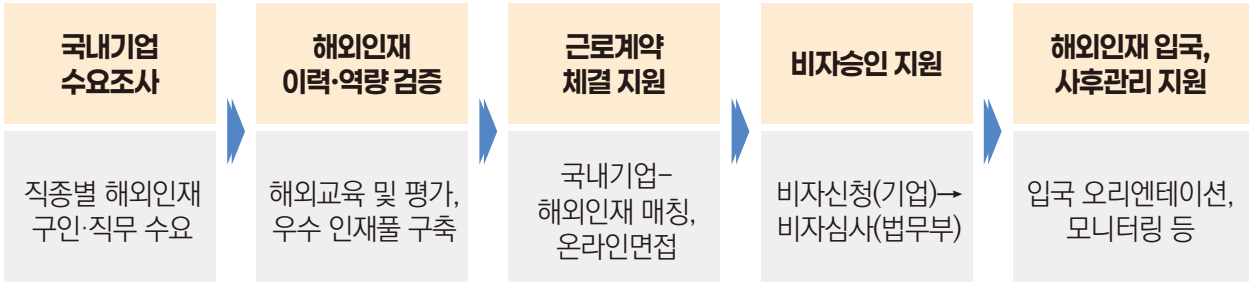 국내기업
수요조사
직종별 해외인재
구인·직무 수요
해외인재
이력·역량 검증
해외교육 및 평가,
우수 인재풀 구축
근로계약
체결 지원
국내기업-
해외인재 매칭,
온라인면접
비자승인 지원
비자신청(기업)→
비자심사(법무부)
해외인재 입국,
사후관리 지원
입국 오리엔테이션,
모니터링 등